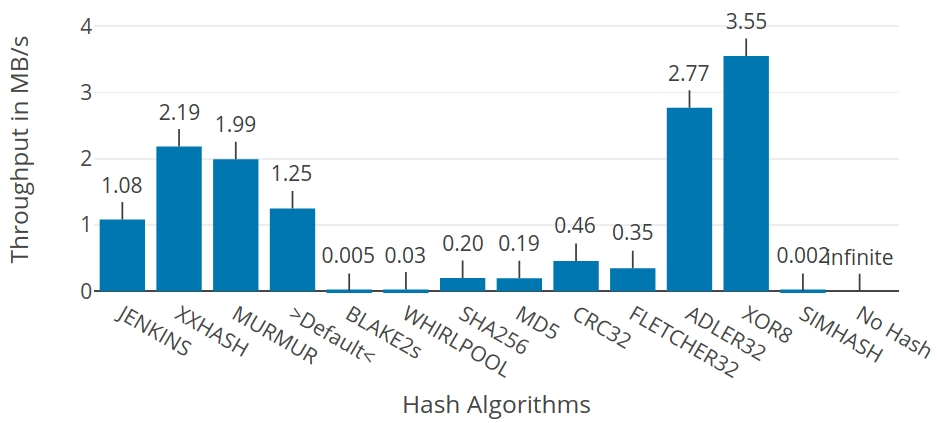 Throughput in MB/s
4
3
2
1
0
1.08
2.19
1.99
1.25
0.005
0.03
0.20
0.19
0.46
0.35
2.77
3.55
0.002
infinite
JENKINS
XXHASH
MURMUR
>Default<
BLAKE2s
WHIRLPOOL
SHA256
MD5
CRC32
FLETCHER32
ADLER32
XOR8
SIMHASH
No Hash
Hash Algorithms